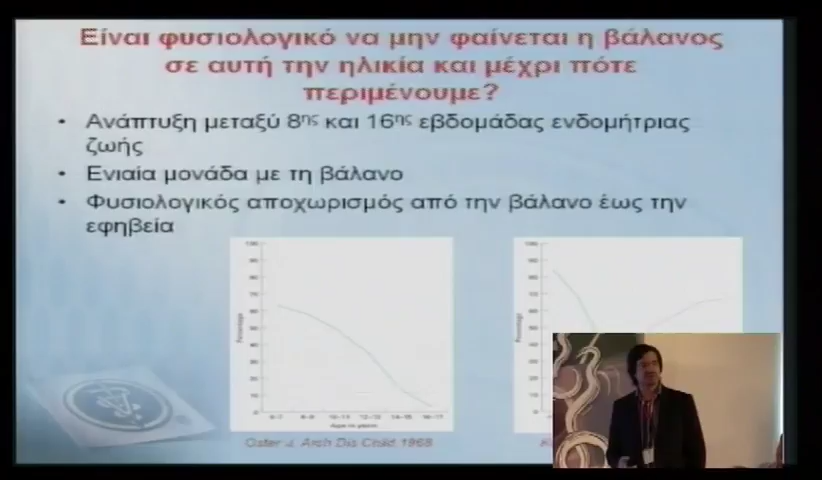 Είναι φυσιολογικό να μην φαίνεται η βάλανος
σε αυτή την ηλικία και μέχρι πότε
περιμένουμε?
• Ανάπτυξη μεταξύ 8ης και 16ης εβδομάδας ενδομήτριας
ζωής
• Ενιαία μονάδα με τη βάλανο
• Φυσιολογικός αποχωρισμός από την βάλανο έως την
εφηβεία
Oster J. Arch Dis Child 1968